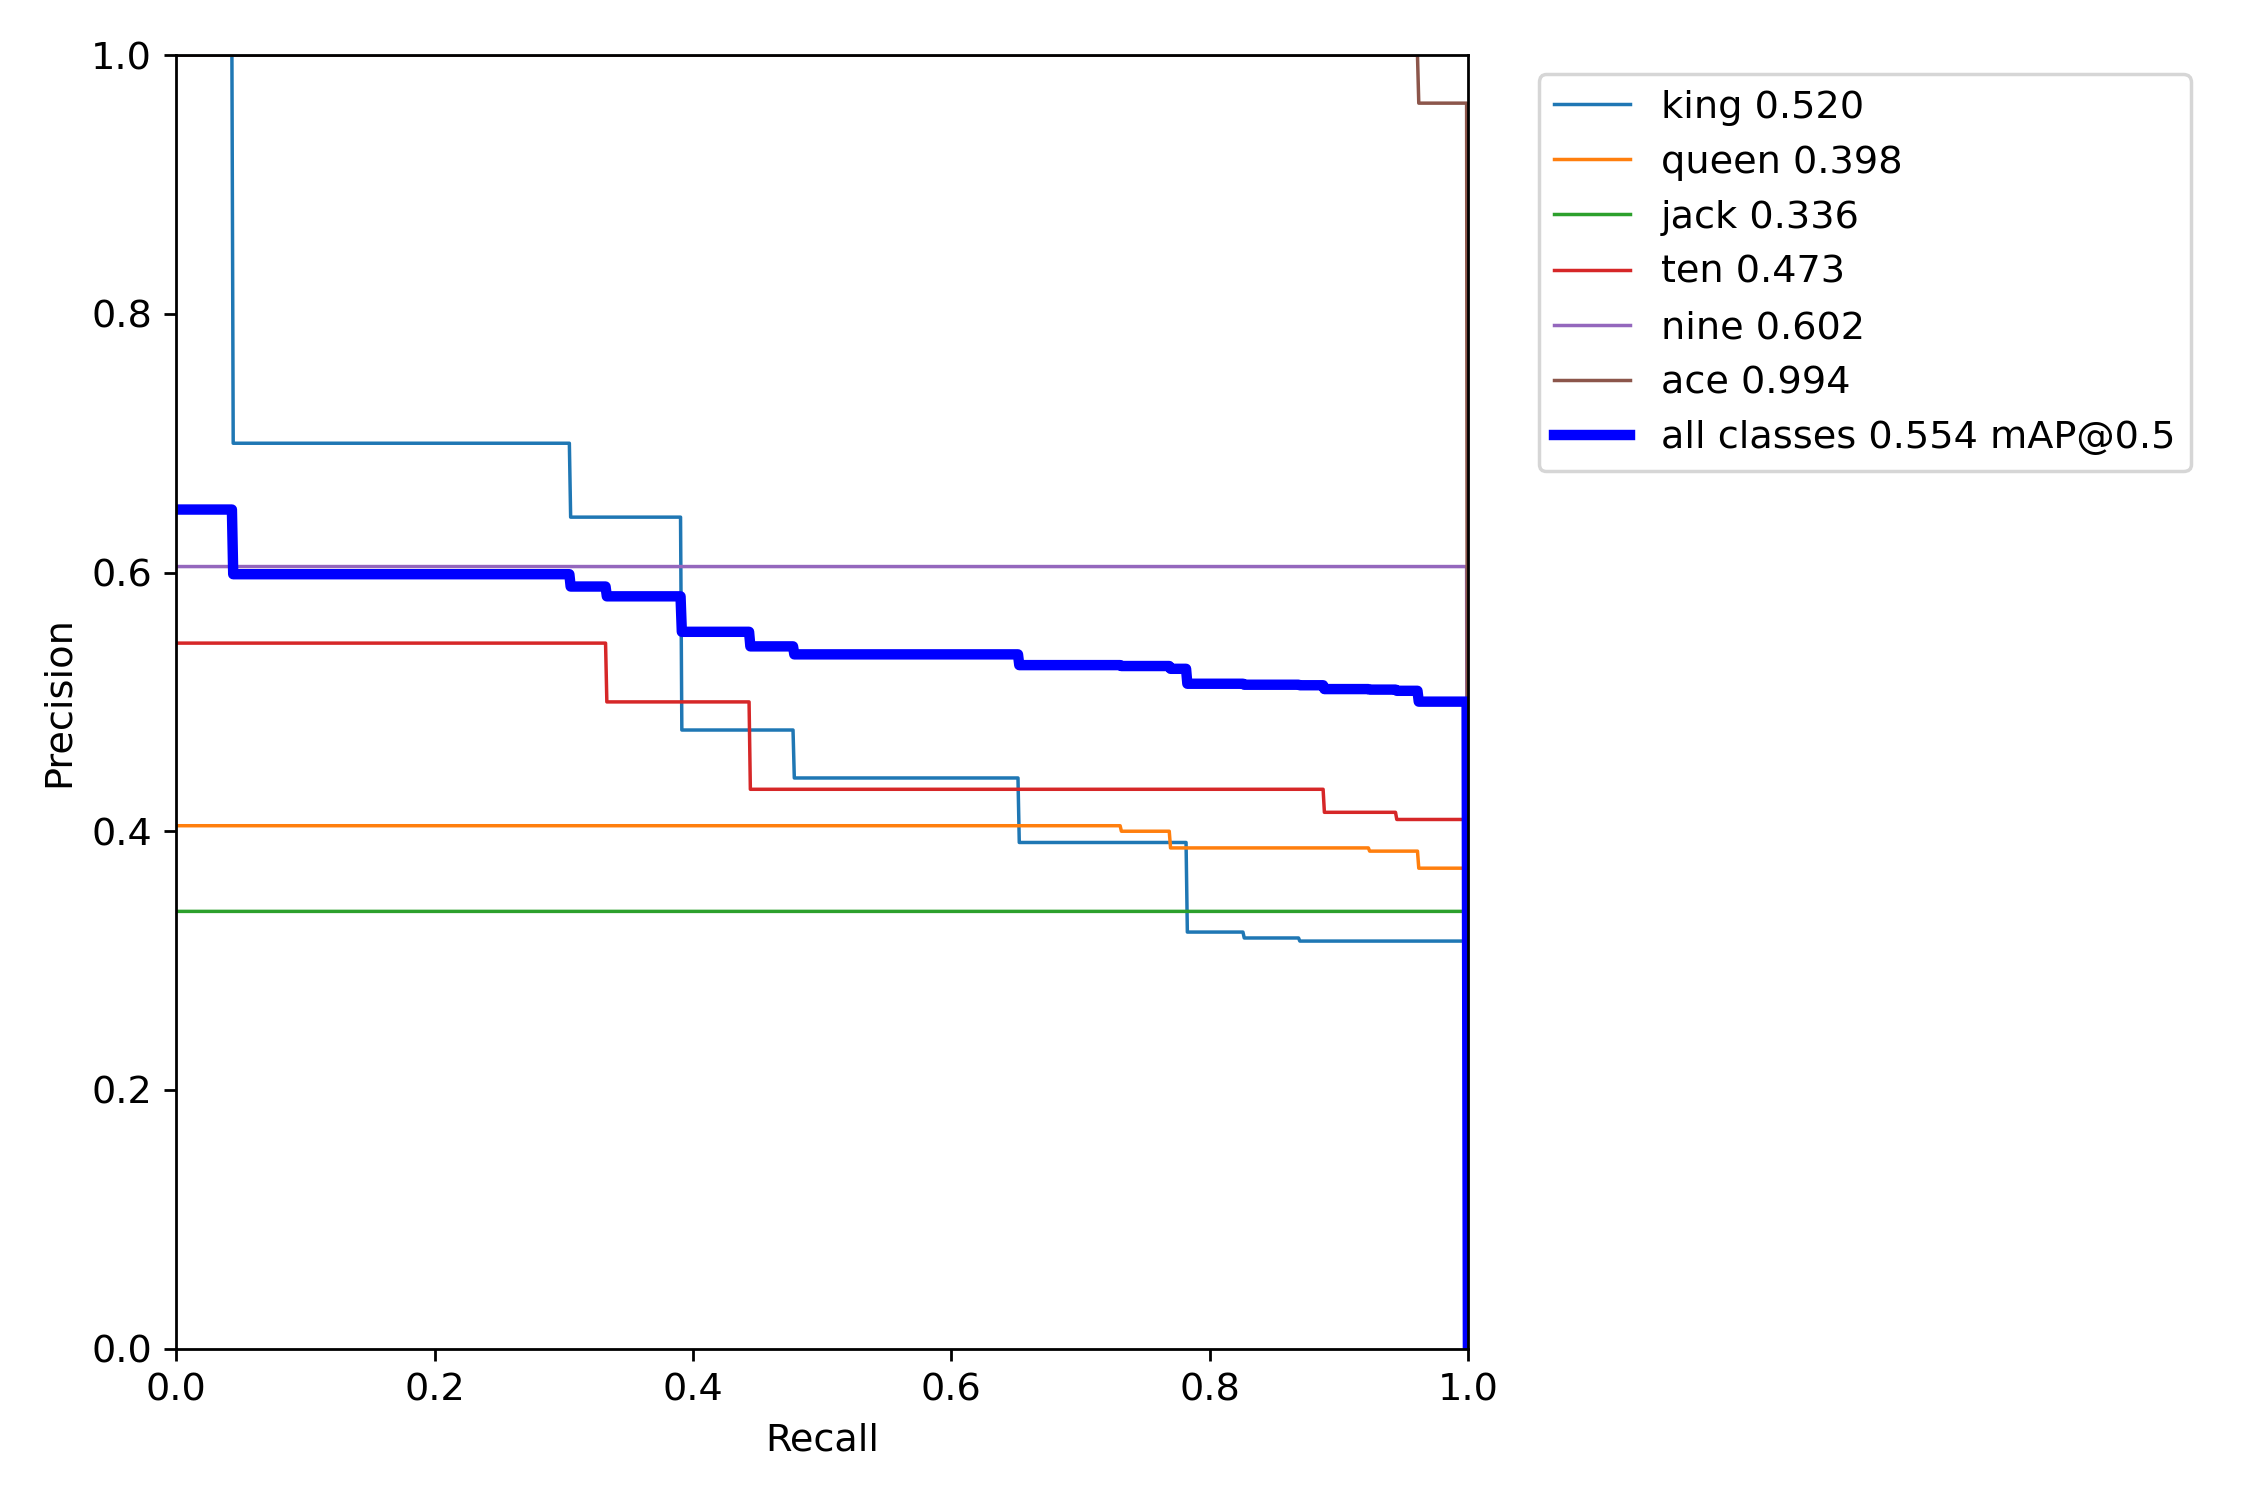 1.0
0.8
0.6
0.4
0.2
0.0
0.0 0.2 0.4 0.6 0.8 1.0
Precision
Recall
king 0.520
queen 0.398
jack 0.336
ten 0.473
nine 0.602
ace 0.994
all classes 0.554 mAP@0.5